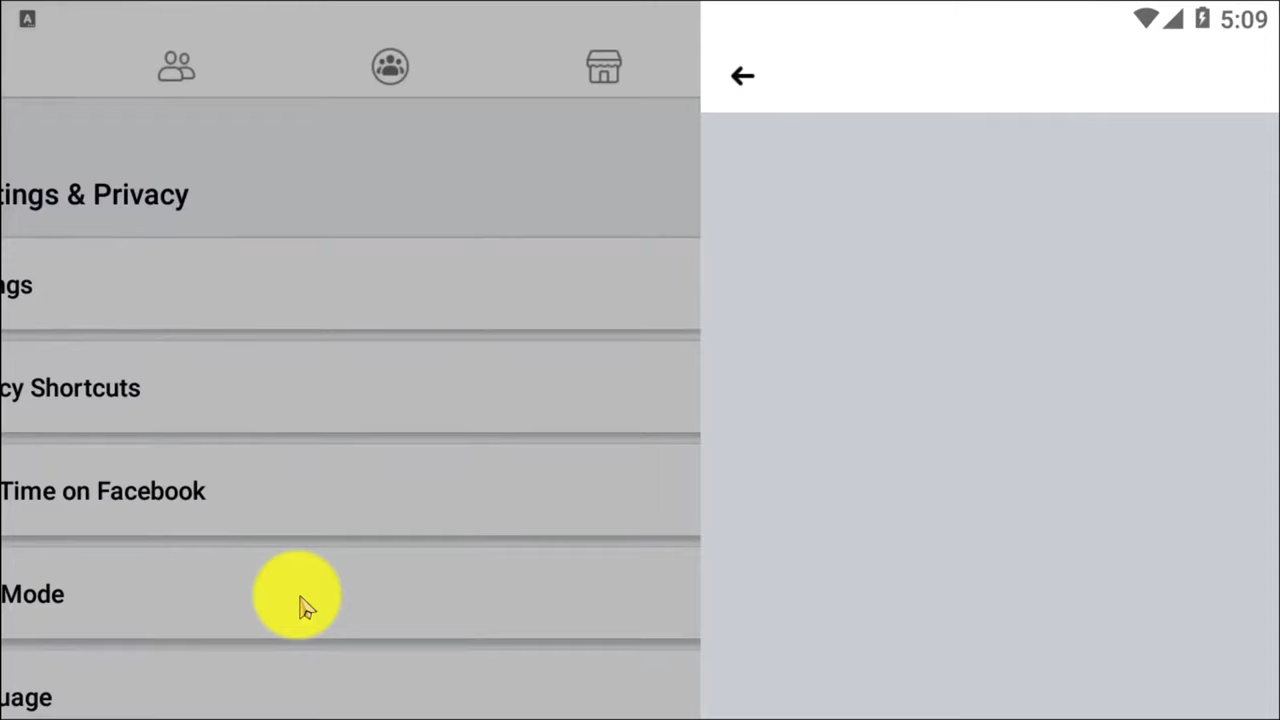 5:09
tings & Privacy
ngs
cy Shortcuts
Time on Facebook
Mode
uage